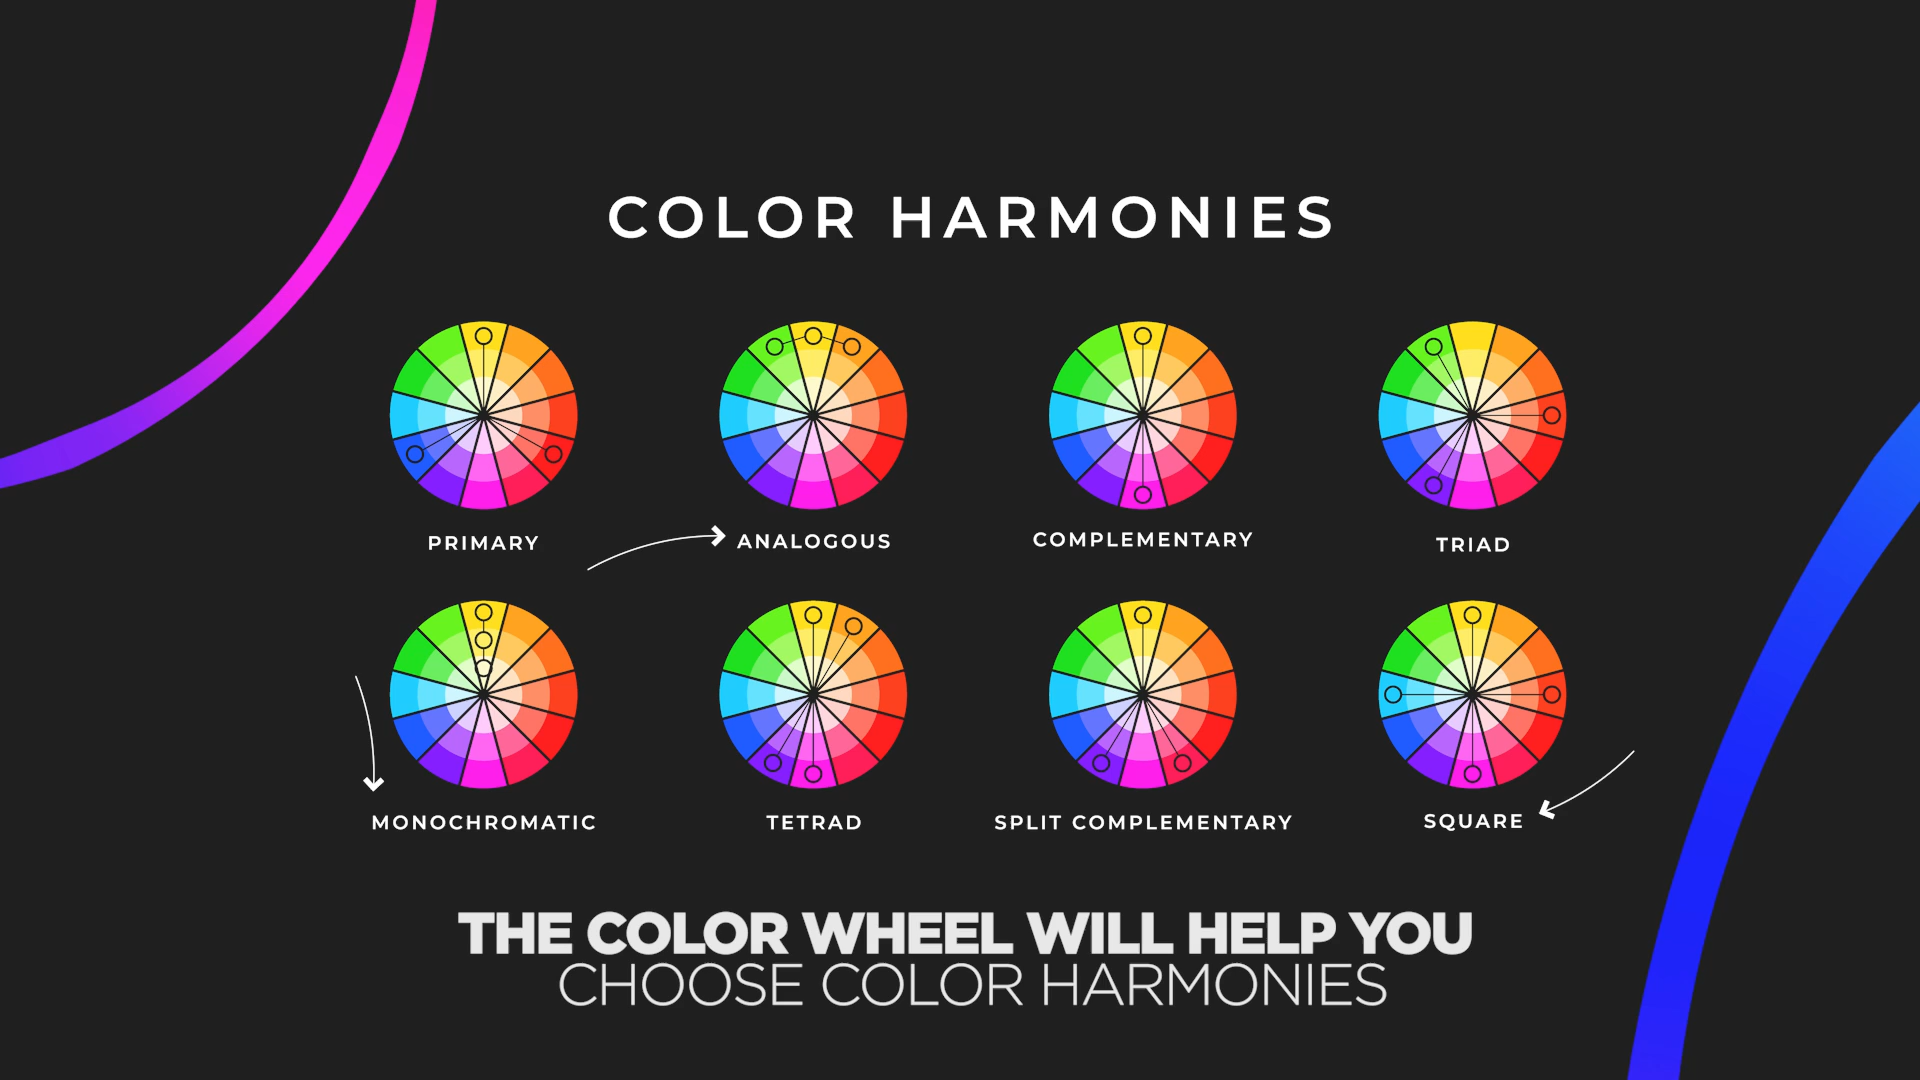 COLOR HARMONIES
PRIMARY
ANALOGOUS
COMPLEMENTARY
TRIAD
MONOCHROMATIC
TETRAD
SPLIT COMPLEMENTARY
SQUARE
THE COLOR WHEEL WILL HELP YOU
CHOOSE COLOR HARMONIES